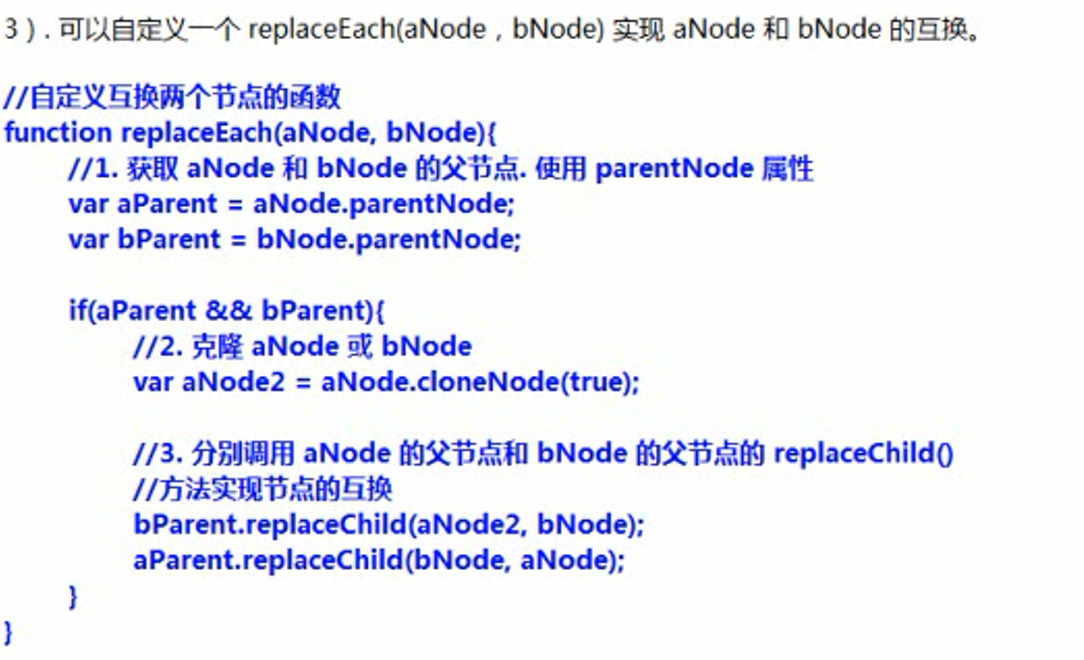 3）. 可以自定义一个 replaceEach(aNode , bNode) 实现 aNode 和 bNode 的互换。
//自定义互换两个节点的函数
function replaceEach(aNode, bNode){
//1. 获取 aNode 和 bNode 的父节点. 使用 parentNode 属性
var aParent = aNode.parentNode;
var bParent = bNode.parentNode;
if(aParent && bParent){
//2. 克隆 aNode 或 bNode
var aNode2 = aNode.cloneNode(true);
//3. 分别调用 aNode 的父节点和 bNode 的父节点的 replaceChild()
//方法实现节点的互换
bParent.replaceChild(aNode2, bNode);
aParent.replaceChild(bNode, aNode);
}
}